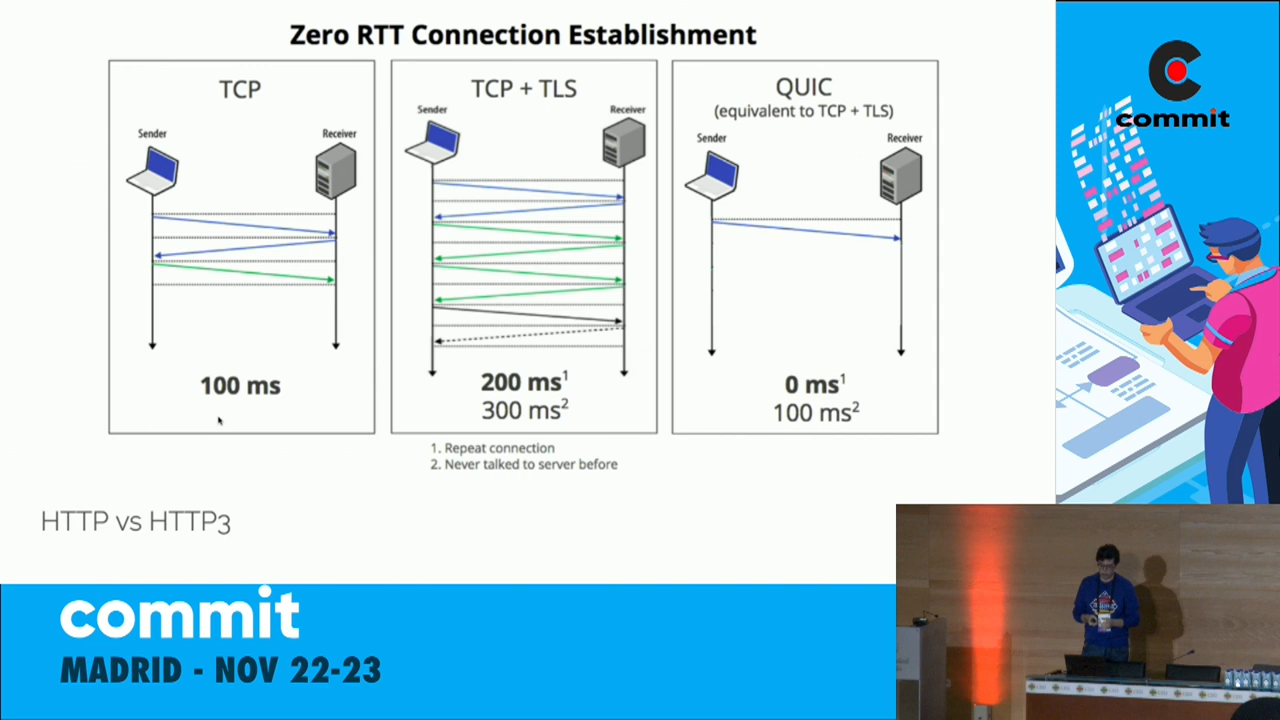 Zero RTT Connection Establishment
TCP
Sender
Receiver
100 ms
TCP + TLS
Sender
Receiver
200 ms¹
300 ms²
QUIC
(equivalent to TCP + TLS)
Sender
Receiver
0 ms¹
100 ms²
1. Repeat connection
2. Never talked to server before
HTTP vs HTTP3
commit
commit
MADRID - NOV 22-23